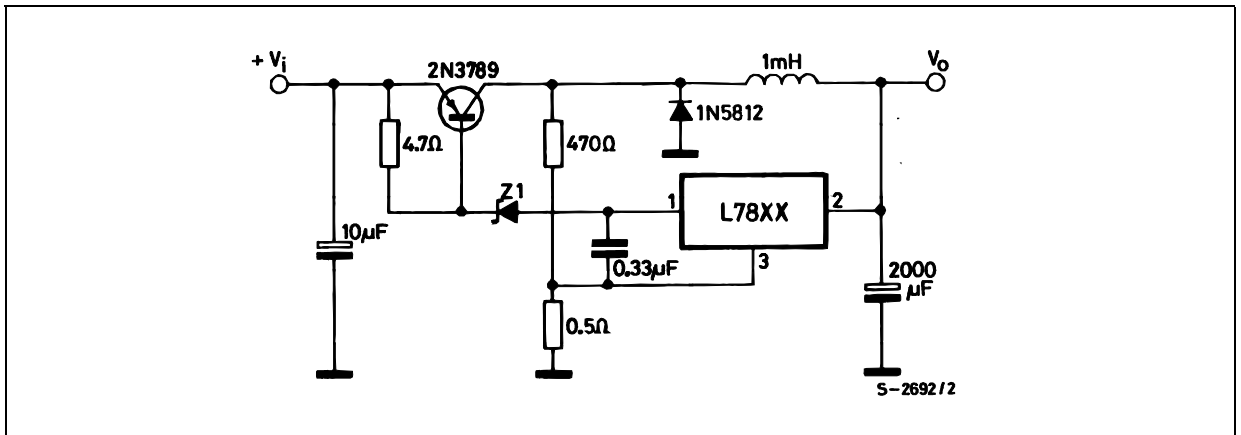 + Vi
2N3789
1mH
Vo
4.7Ω
470Ω
1N5812
Z1
1
L78XX
2
10µF
0.33µF
3
2000
µF
0.5Ω
S-2692/2